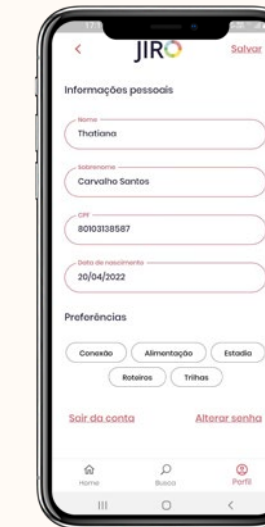 JIRO Salvar
Informações pessoais
Nome
Thatiana
Sobrenome
Carvalho Santos
CPF
80103138587
Data de nascimento
20/04/2022
Preferências
Conexão Alimentação Estadia
Roteiros Trilhas
Sair da conta Alterar senha
Home Busca Perfil